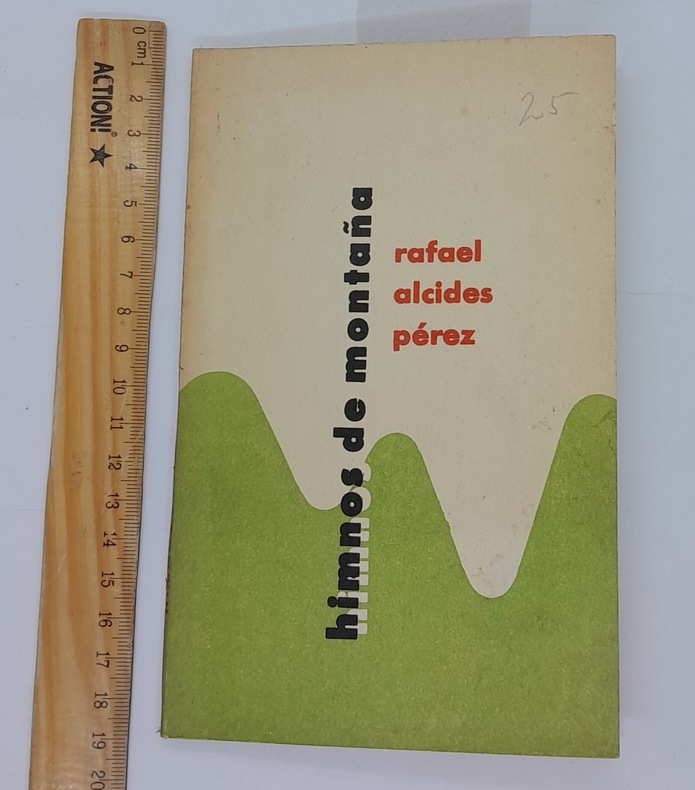 0 cm 1 2 3 4 5 6 7 8 9 10 11 12 13 14 15 16 17 18 19 20
ACTION!
25
himnos de montaña
rafael
alcides
pérez